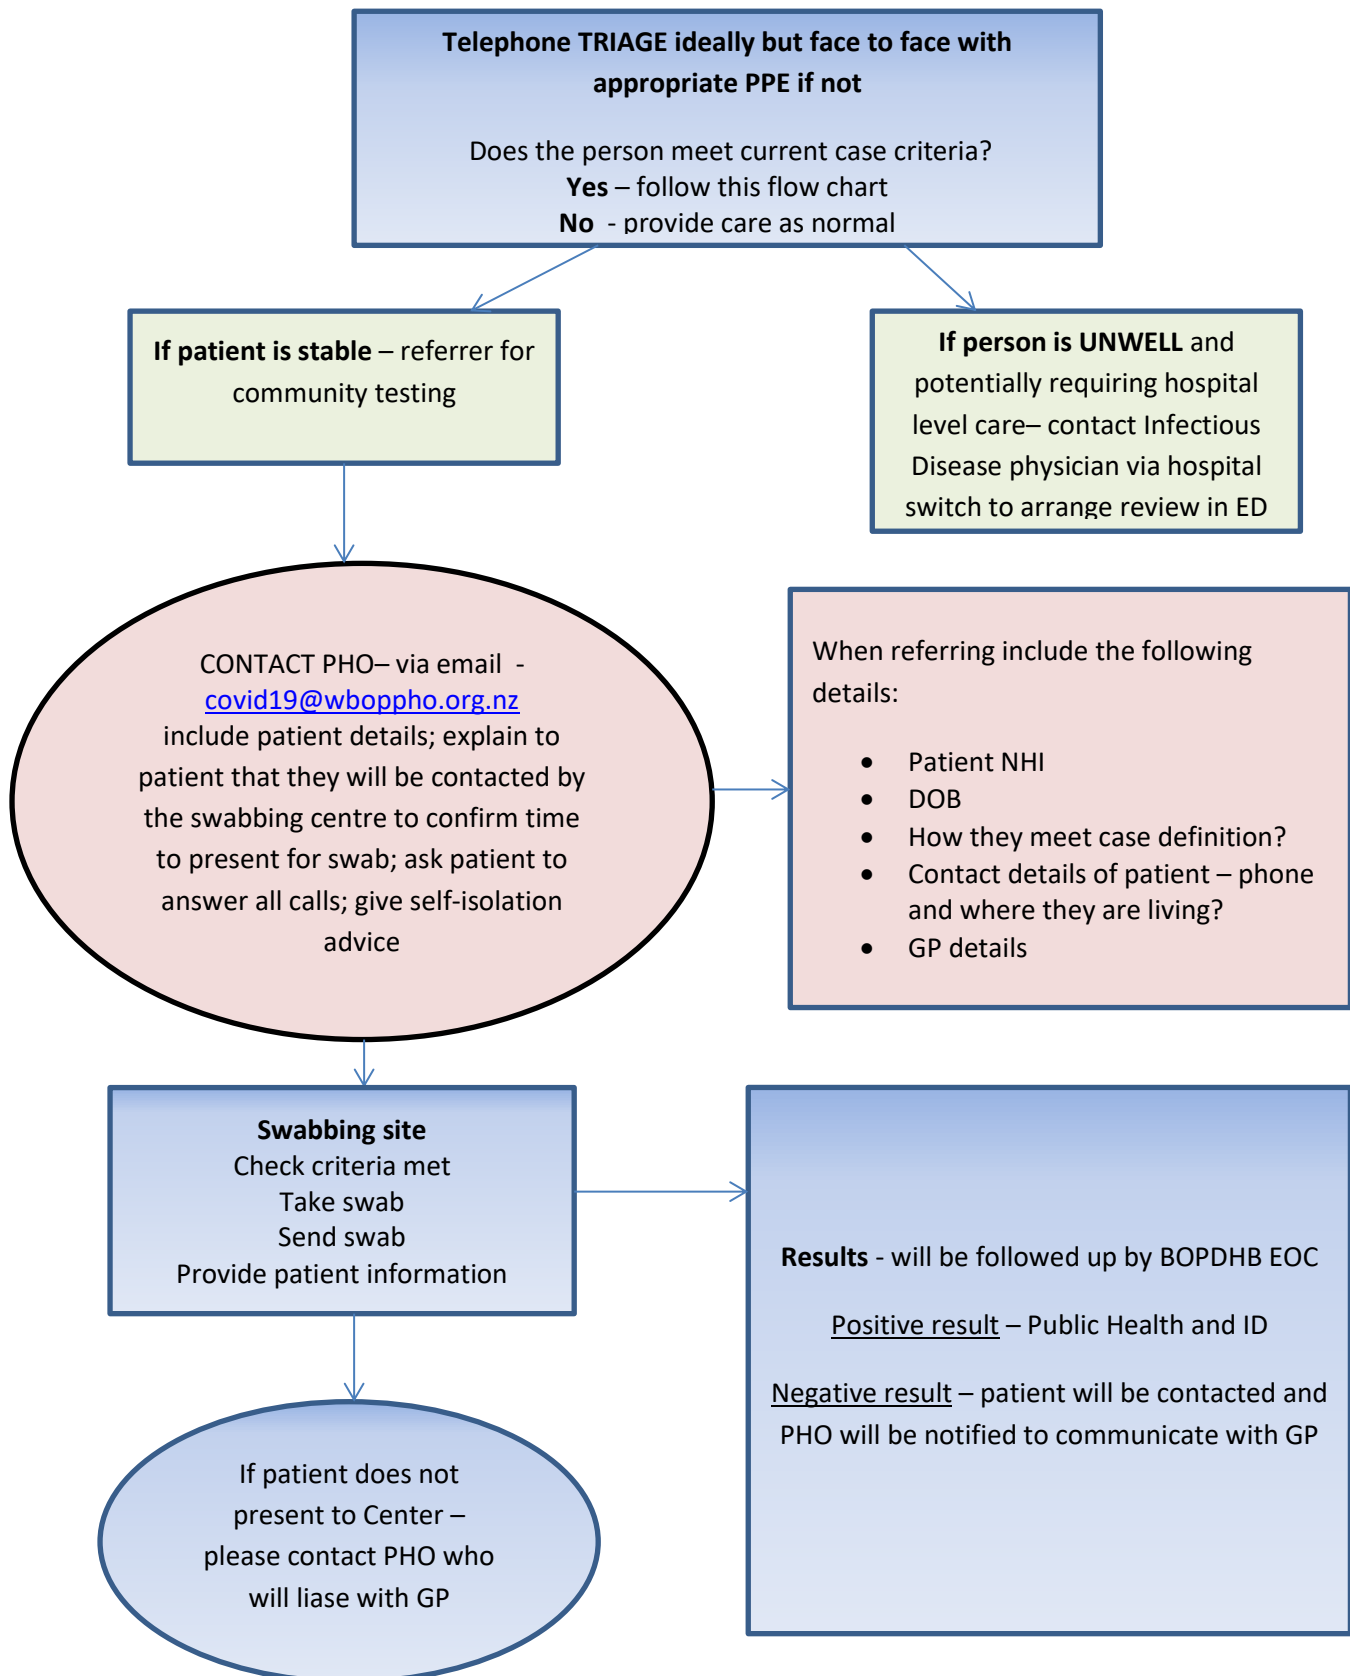 Telephone TRIAGE ideally but face to face with
appropriate PPE if not
Does the person meet current case criteria?
Yes – follow this flow chart
No  - provide care as normal
If patient is stable – referrer for
community testing
If person is UNWELL and
potentially requiring hospital
level care– contact Infectious
Disease physician via hospital
switch to arrange review in ED
CONTACT PHO– via email  -
covid19@wboppho.org.nz
include patient details; explain to
patient that they will be contacted by
the swabbing centre to confirm time
to present for swab; ask patient to
answer all calls; give self-isolation
advice
When referring include the following
details:
• Patient NHI
• DOB
• How they meet case definition?
• Contact details of patient – phone
and where they are living?
• GP details
Swabbing site
Check criteria met
Take swab
Send swab
Provide patient information
Results - will be followed up by BOPDHB EOC
Positive result – Public Health and ID
Negative result – patient will be contacted and
PHO will be notified to communicate with GP
If patient does not
present to Center –
please contact PHO who
will liase with GP